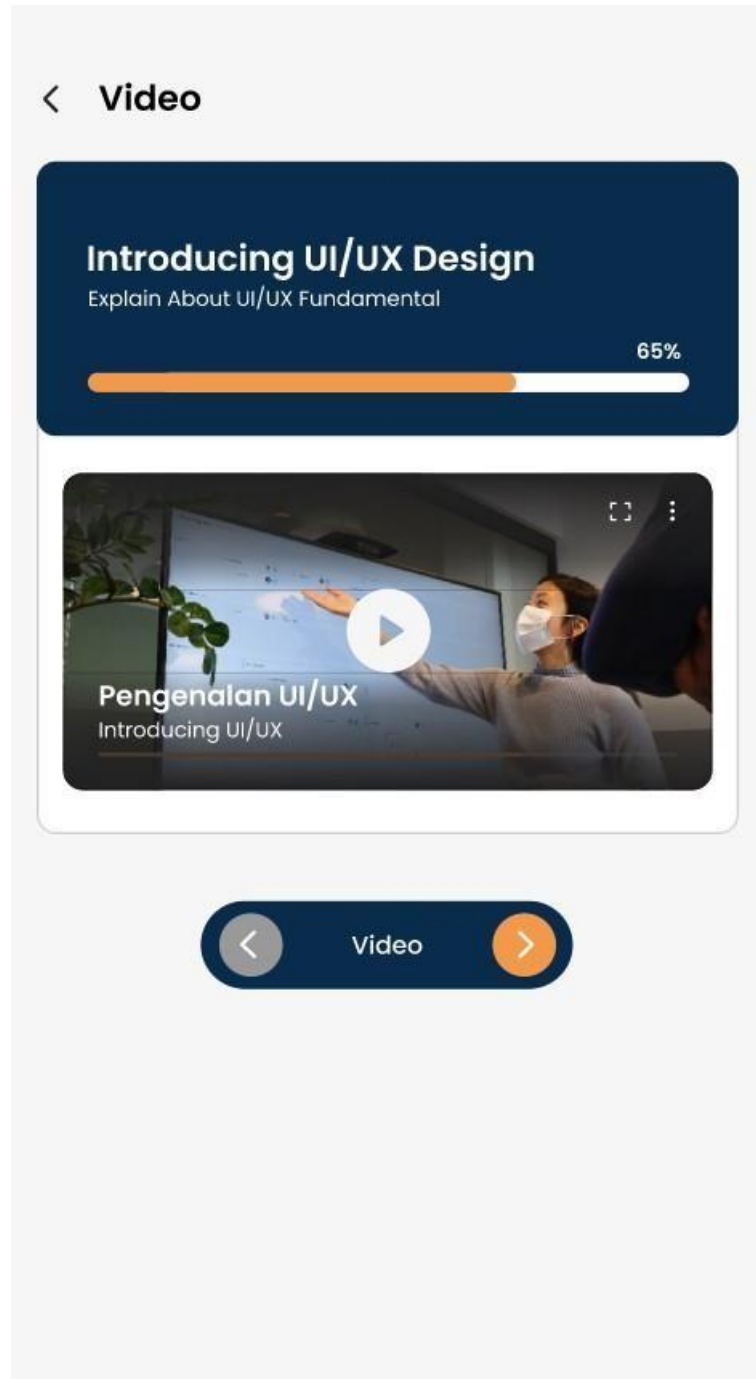 Video
Introducing UI/UX Design
Explain About UI/UX Fundamental
65%
Pengenalan UI/UX
Introducing UI/UX
Video